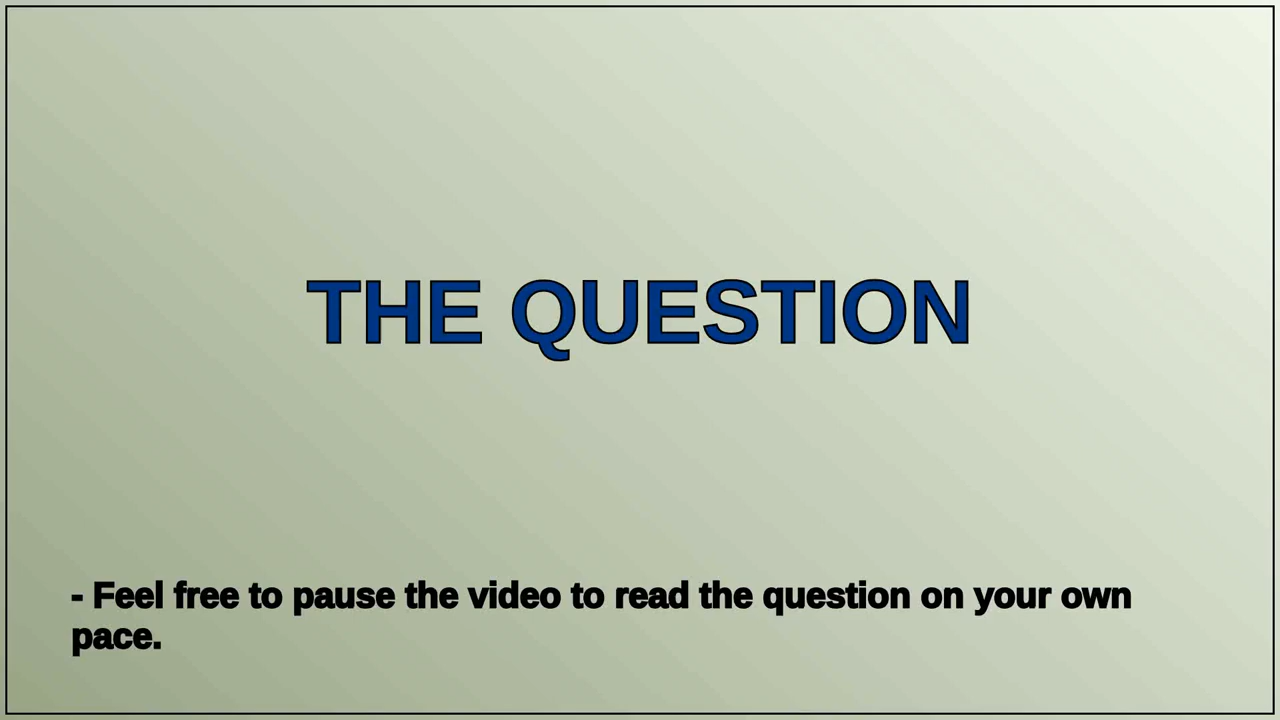 THE QUESTION
- Feel free to pause the video to read the question on your own
pace.